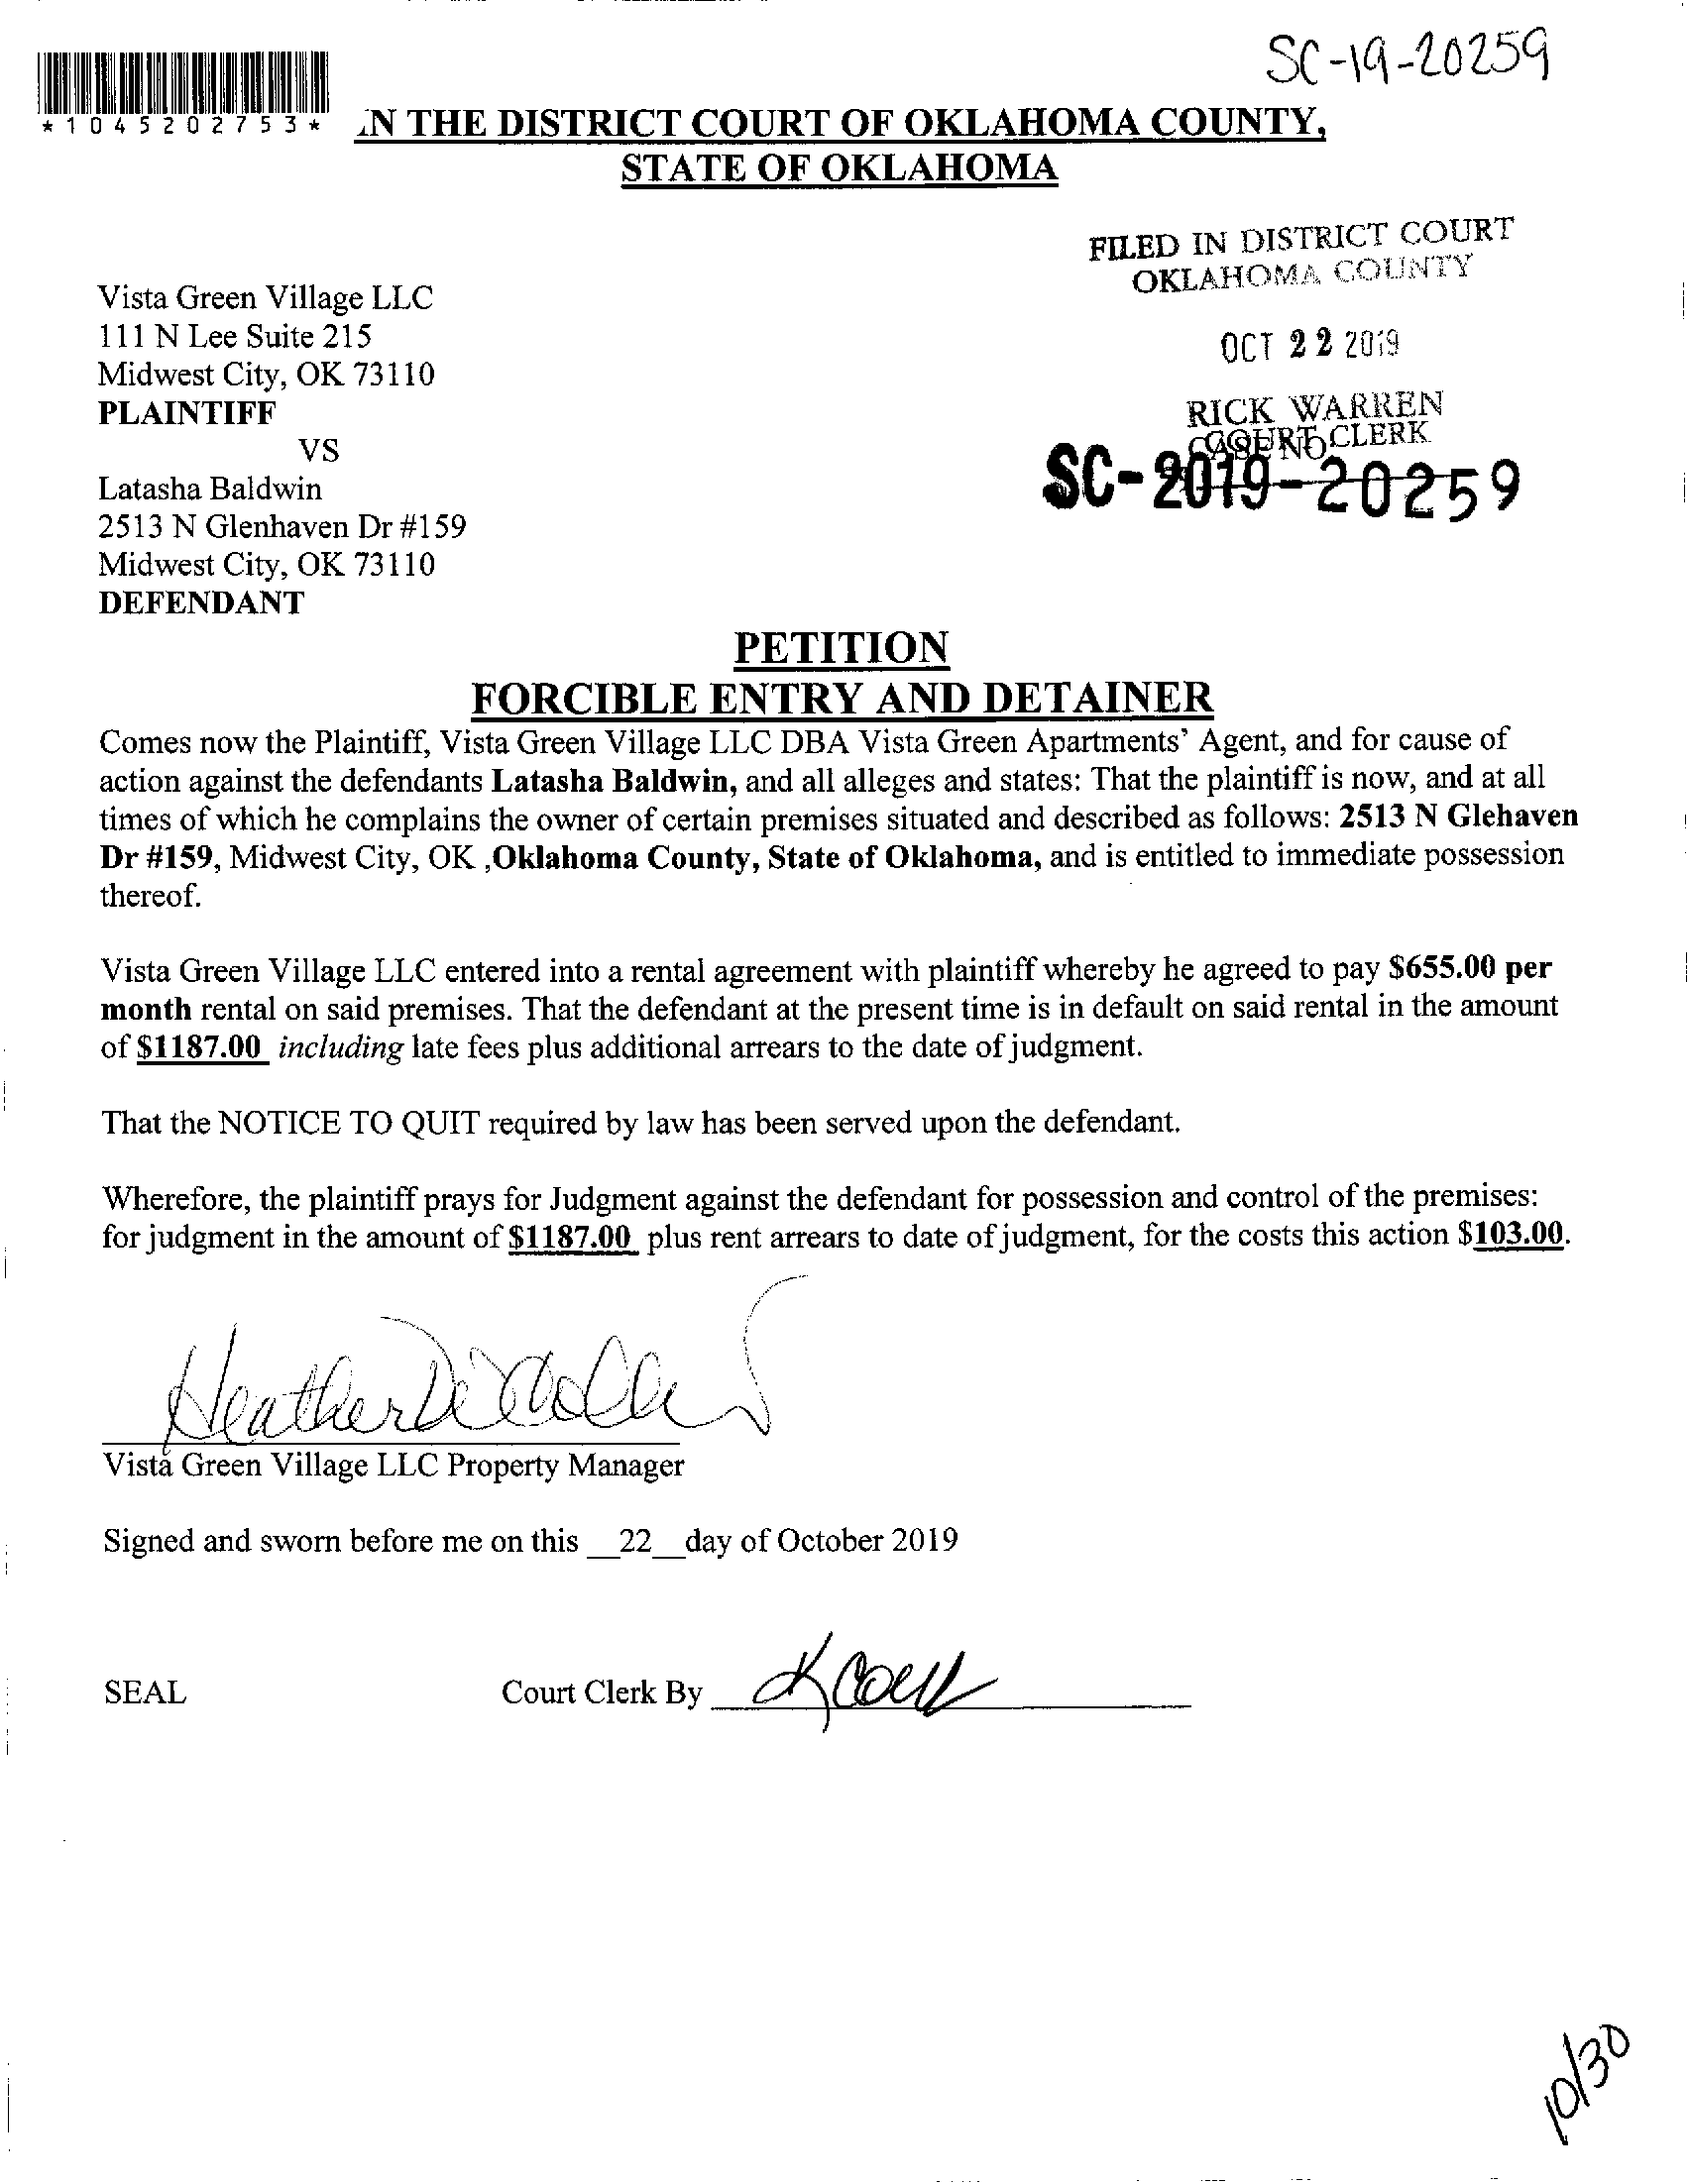 SC-19-20259
*1045202753*
IN THE DISTRICT COURT OF OKLAHOMA COUNTY,
STATE OF OKLAHOMA
FILED IN DISTRICT COURT
OKLAHOMA COUNTY
Vista Green Village LLC
111 N Lee Suite 215
OCT 22 2019
Midwest City, OK 73110
PLAINTIFF
RICK WARREN
COURT CLERK
CASE NO
VS
SC-2019-20259
Latasha Baldwin
2513 N Glenhaven Dr #159
Midwest City, OK 73110
DEFENDANT
PETITION
FORCIBLE ENTRY AND DETAINER
Comes now the Plaintiff, Vista Green Village LLC DBA Vista Green Apartments' Agent, and for cause of
action against the defendants Latasha Baldwin, and all alleges and states: That the plaintiff is now, and at all
times of which he complains the owner of certain premises situated and described as follows: 2513 N Glehaven
Dr #159, Midwest City, OK ,Oklahoma County, State of Oklahoma, and is entitled to immediate possession
thereof.
Vista Green Village LLC entered into a rental agreement with plaintiff whereby he agreed to pay $655.00 per
month rental on said premises. That the defendant at the present time is in default on said rental in the amount
of $1187.00 including late fees plus additional arrears to the date of judgment.
That the NOTICE TO QUIT required by law has been served upon the defendant.
Wherefore, the plaintiff prays for Judgment against the defendant for possession and control of the premises:
for judgment in the amount of $1187.00 plus rent arrears to date of judgment, for the costs this action $103.00.
Heather
Vista Green Village LLC Property Manager
Signed and sworn before me on this __22__day of October 2019
SEAL Court Clerk By
10/30